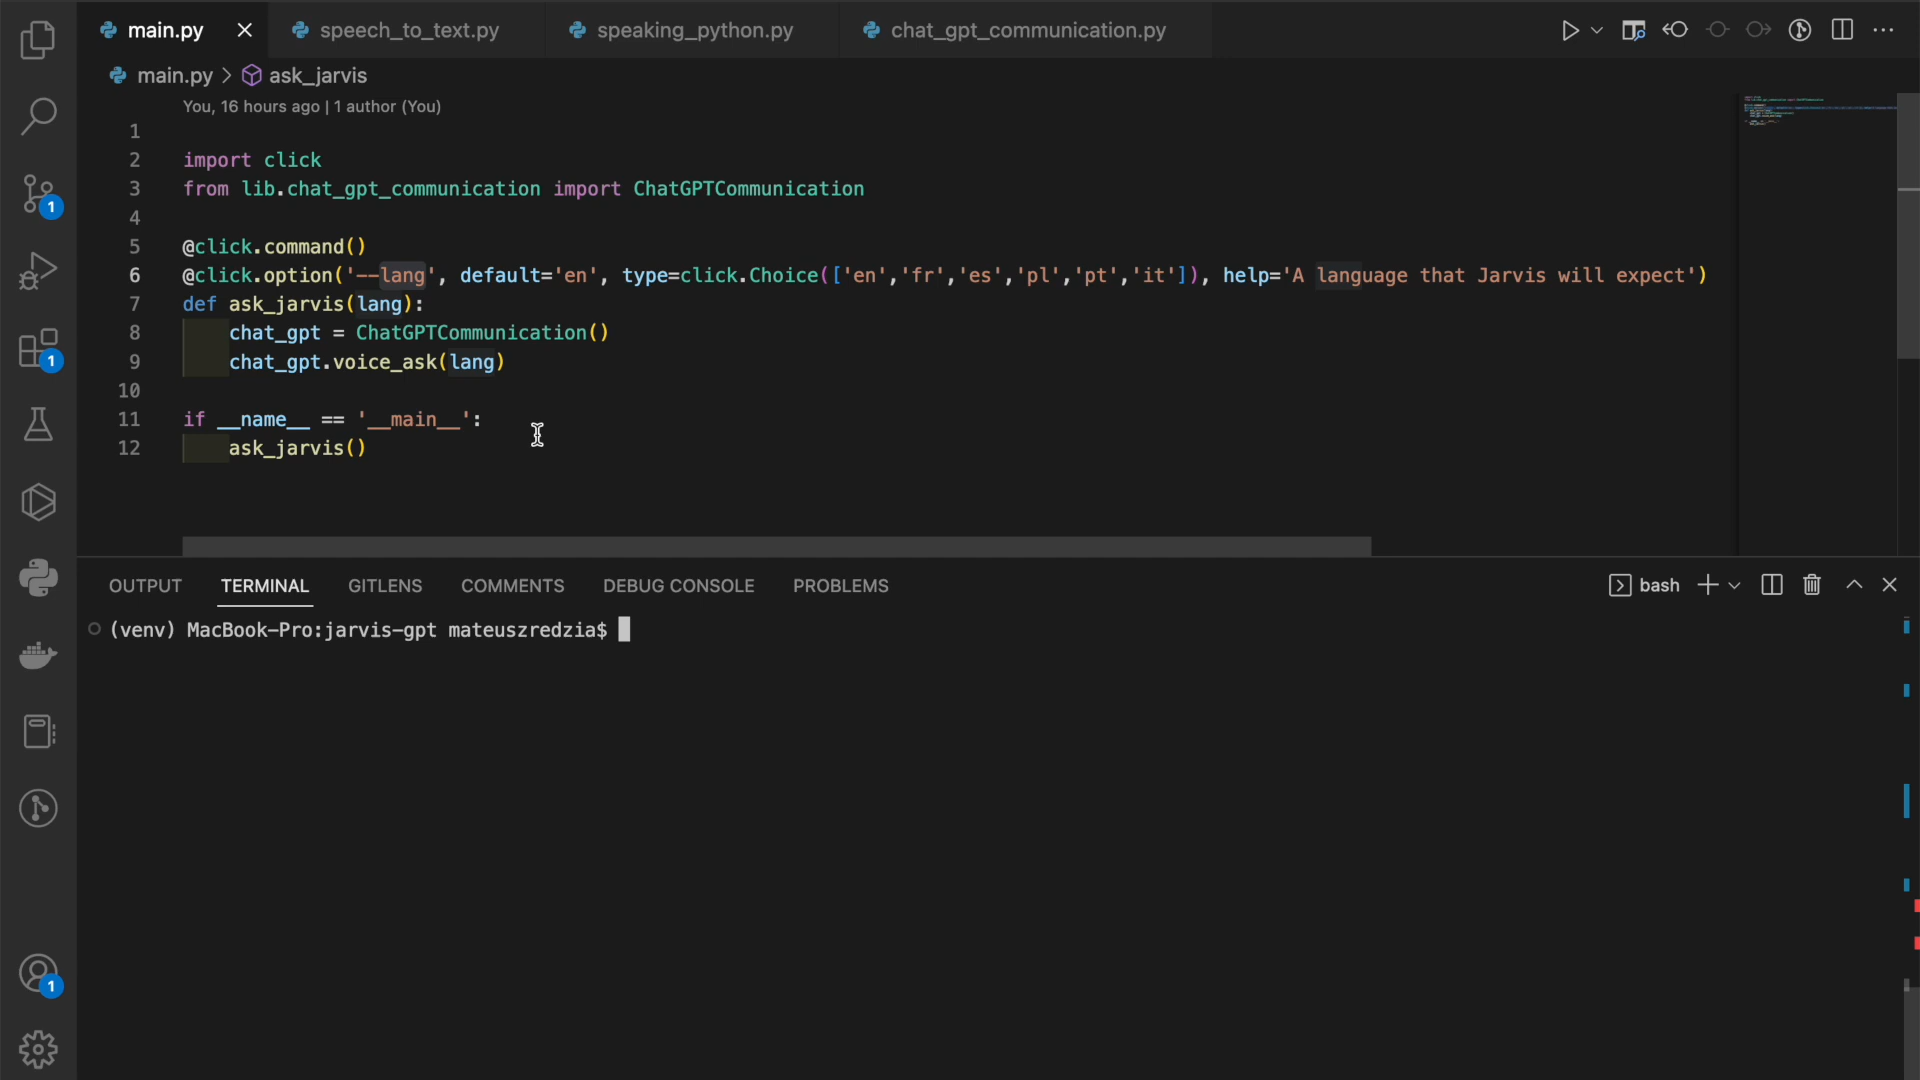 main.py
speech_to_text.py
speaking_python.py
chat_gpt_communication.py
main.py > ask_jarvis
You, 16 hours ago | 1 author (You)
1
2 import click
3 from lib.chat_gpt_communication import ChatGPTCommunication
4
5 @click.command()
6 @click.option('--lang', default='en', type=click.Choice(['en','fr','es','pl','pt','it']), help='A language that Jarvis will expect')
7 def ask_jarvis(lang):
8 chat_gpt = ChatGPTCommunication()
9 chat_gpt.voice_ask(lang)
10
11 if __name__ == '__main__':
12 ask_jarvis()
1
1
1
OUTPUT TERMINAL GITLENS COMMENTS DEBUG CONSOLE PROBLEMS
bash
(venv) MacBook-Pro:jarvis-gpt mateuszredzia$